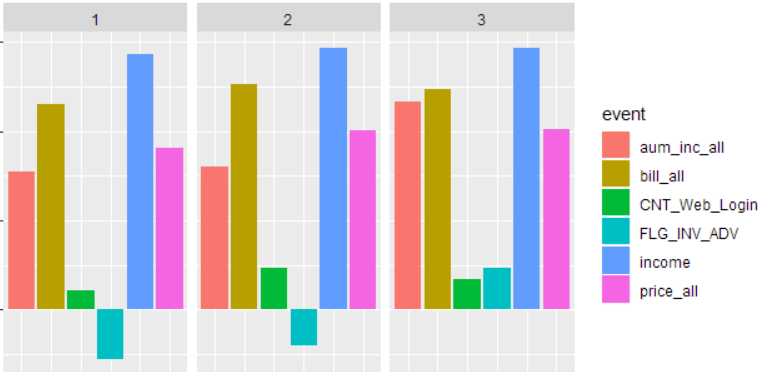 1
2
3
event
aum_inc_all
bill_all
CNT_Web_Login
FLG_INV_ADV
income
price_all